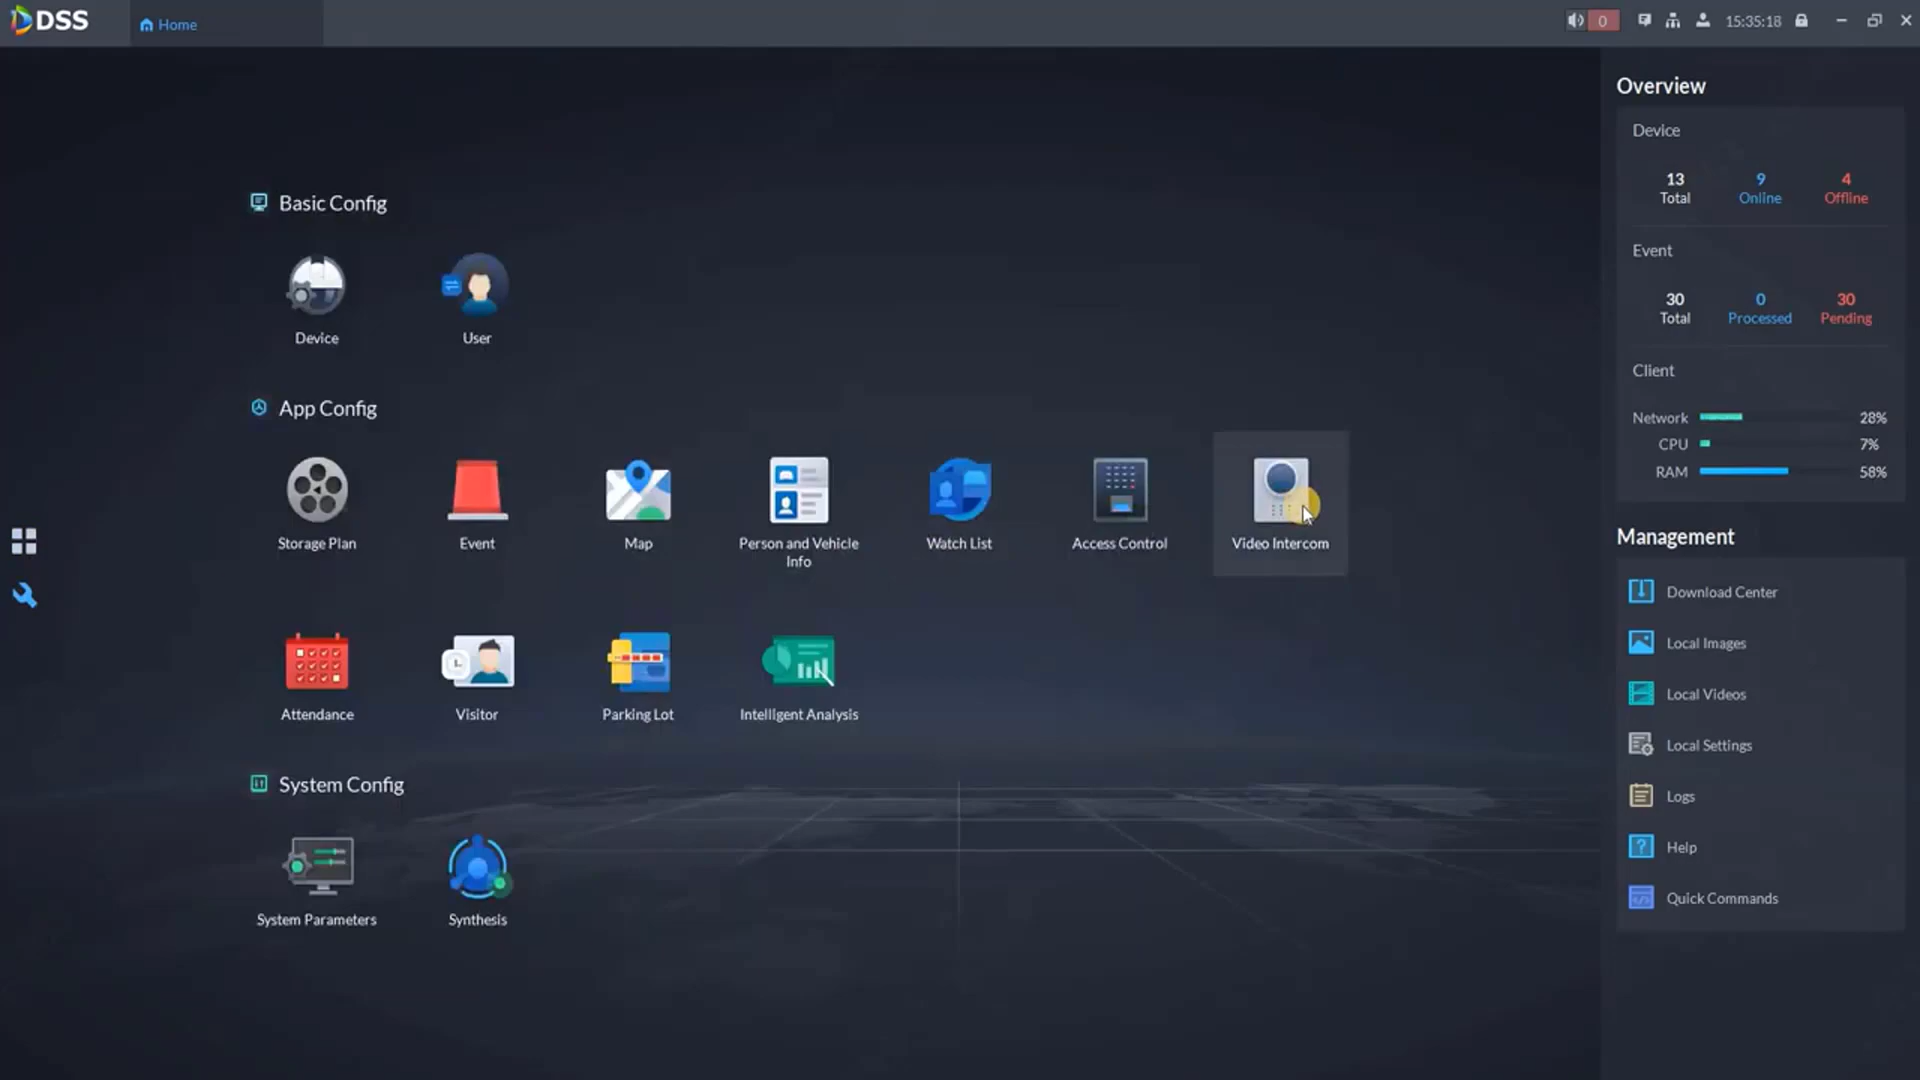 DSS
Home
0
15:35:18
Basic Config
Device
User
App Config
Storage Plan
Event
Map
Person and Vehicle
Info
Watch List
Access Control
Video Intercom
Attendance
Visitor
Parking Lot
Intelligent Analysis
System Config
System Parameters
Synthesis
Overview
Device
13
9
4
Total
Online
Offline
Event
30
0
30
Total
Processed
Pending
Client
Network 28%
CPU 7%
RAM 58%
Management
Download Center
Local Images
Local Videos
Local Settings
Logs
Help
Quick Commands